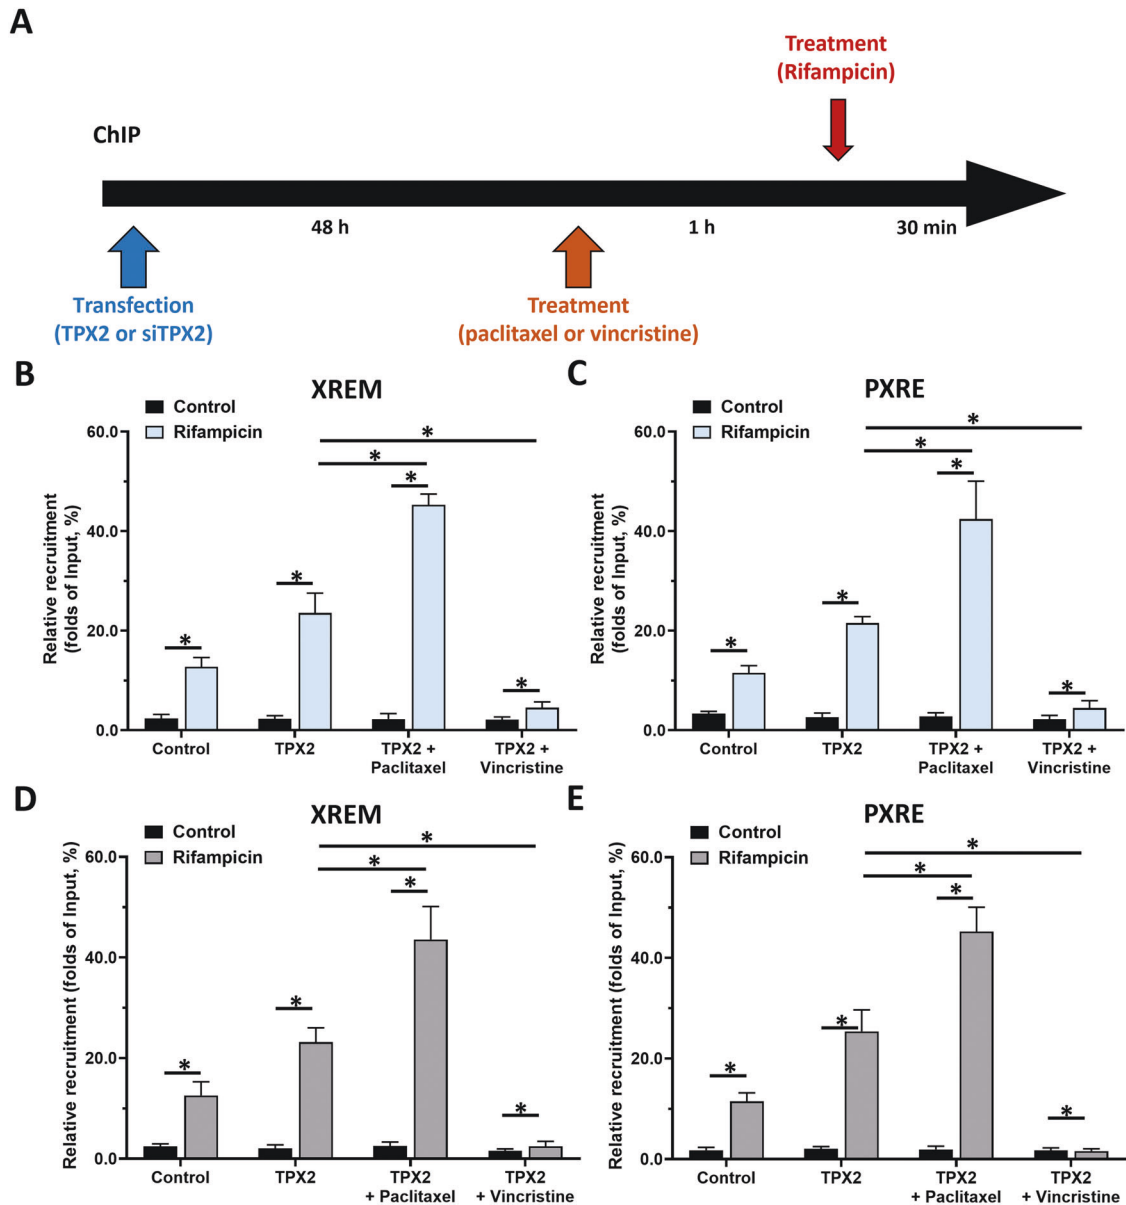 A
Treatment
(Rifampicin)
ChIP
48 h
1 h
30 min
Transfection
(TPX2 or siTPX2)
Treatment
(paclitaxel or vincristine)
B
XREM
Control
Rifampicin
Relative recruitment
(folds of Input, %)
60.0
40.0
20.0
0.0
*
*
*
*
*
*
Control
TPX2
TPX2 +
Paclitaxel
TPX2 +
Vincristine
C
PXRE
Control
Rifampicin
Relative recruitment
(folds of Input, %)
60.0
40.0
20.0
0.0
*
*
*
*
*
*
Control
TPX2
TPX2 +
Paclitaxel
TPX2 +
Vincristine
D
XREM
Control
Rifampicin
Relative recruitment (folds of Input, %)
60.0
40.0
20.0
0.0
*
*
*
*
*
*
Control
TPX2
TPX2
+ Paclitaxel
TPX2
+ Vincristine
E
PXRE
Control
Rifampicin
Relative recruitment (folds of Input, %)
60.0
40.0
20.0
0.0
*
*
*
*
*
*
Control
TPX2
TPX2
+ Paclitaxel
TPX2
+ Vincristine